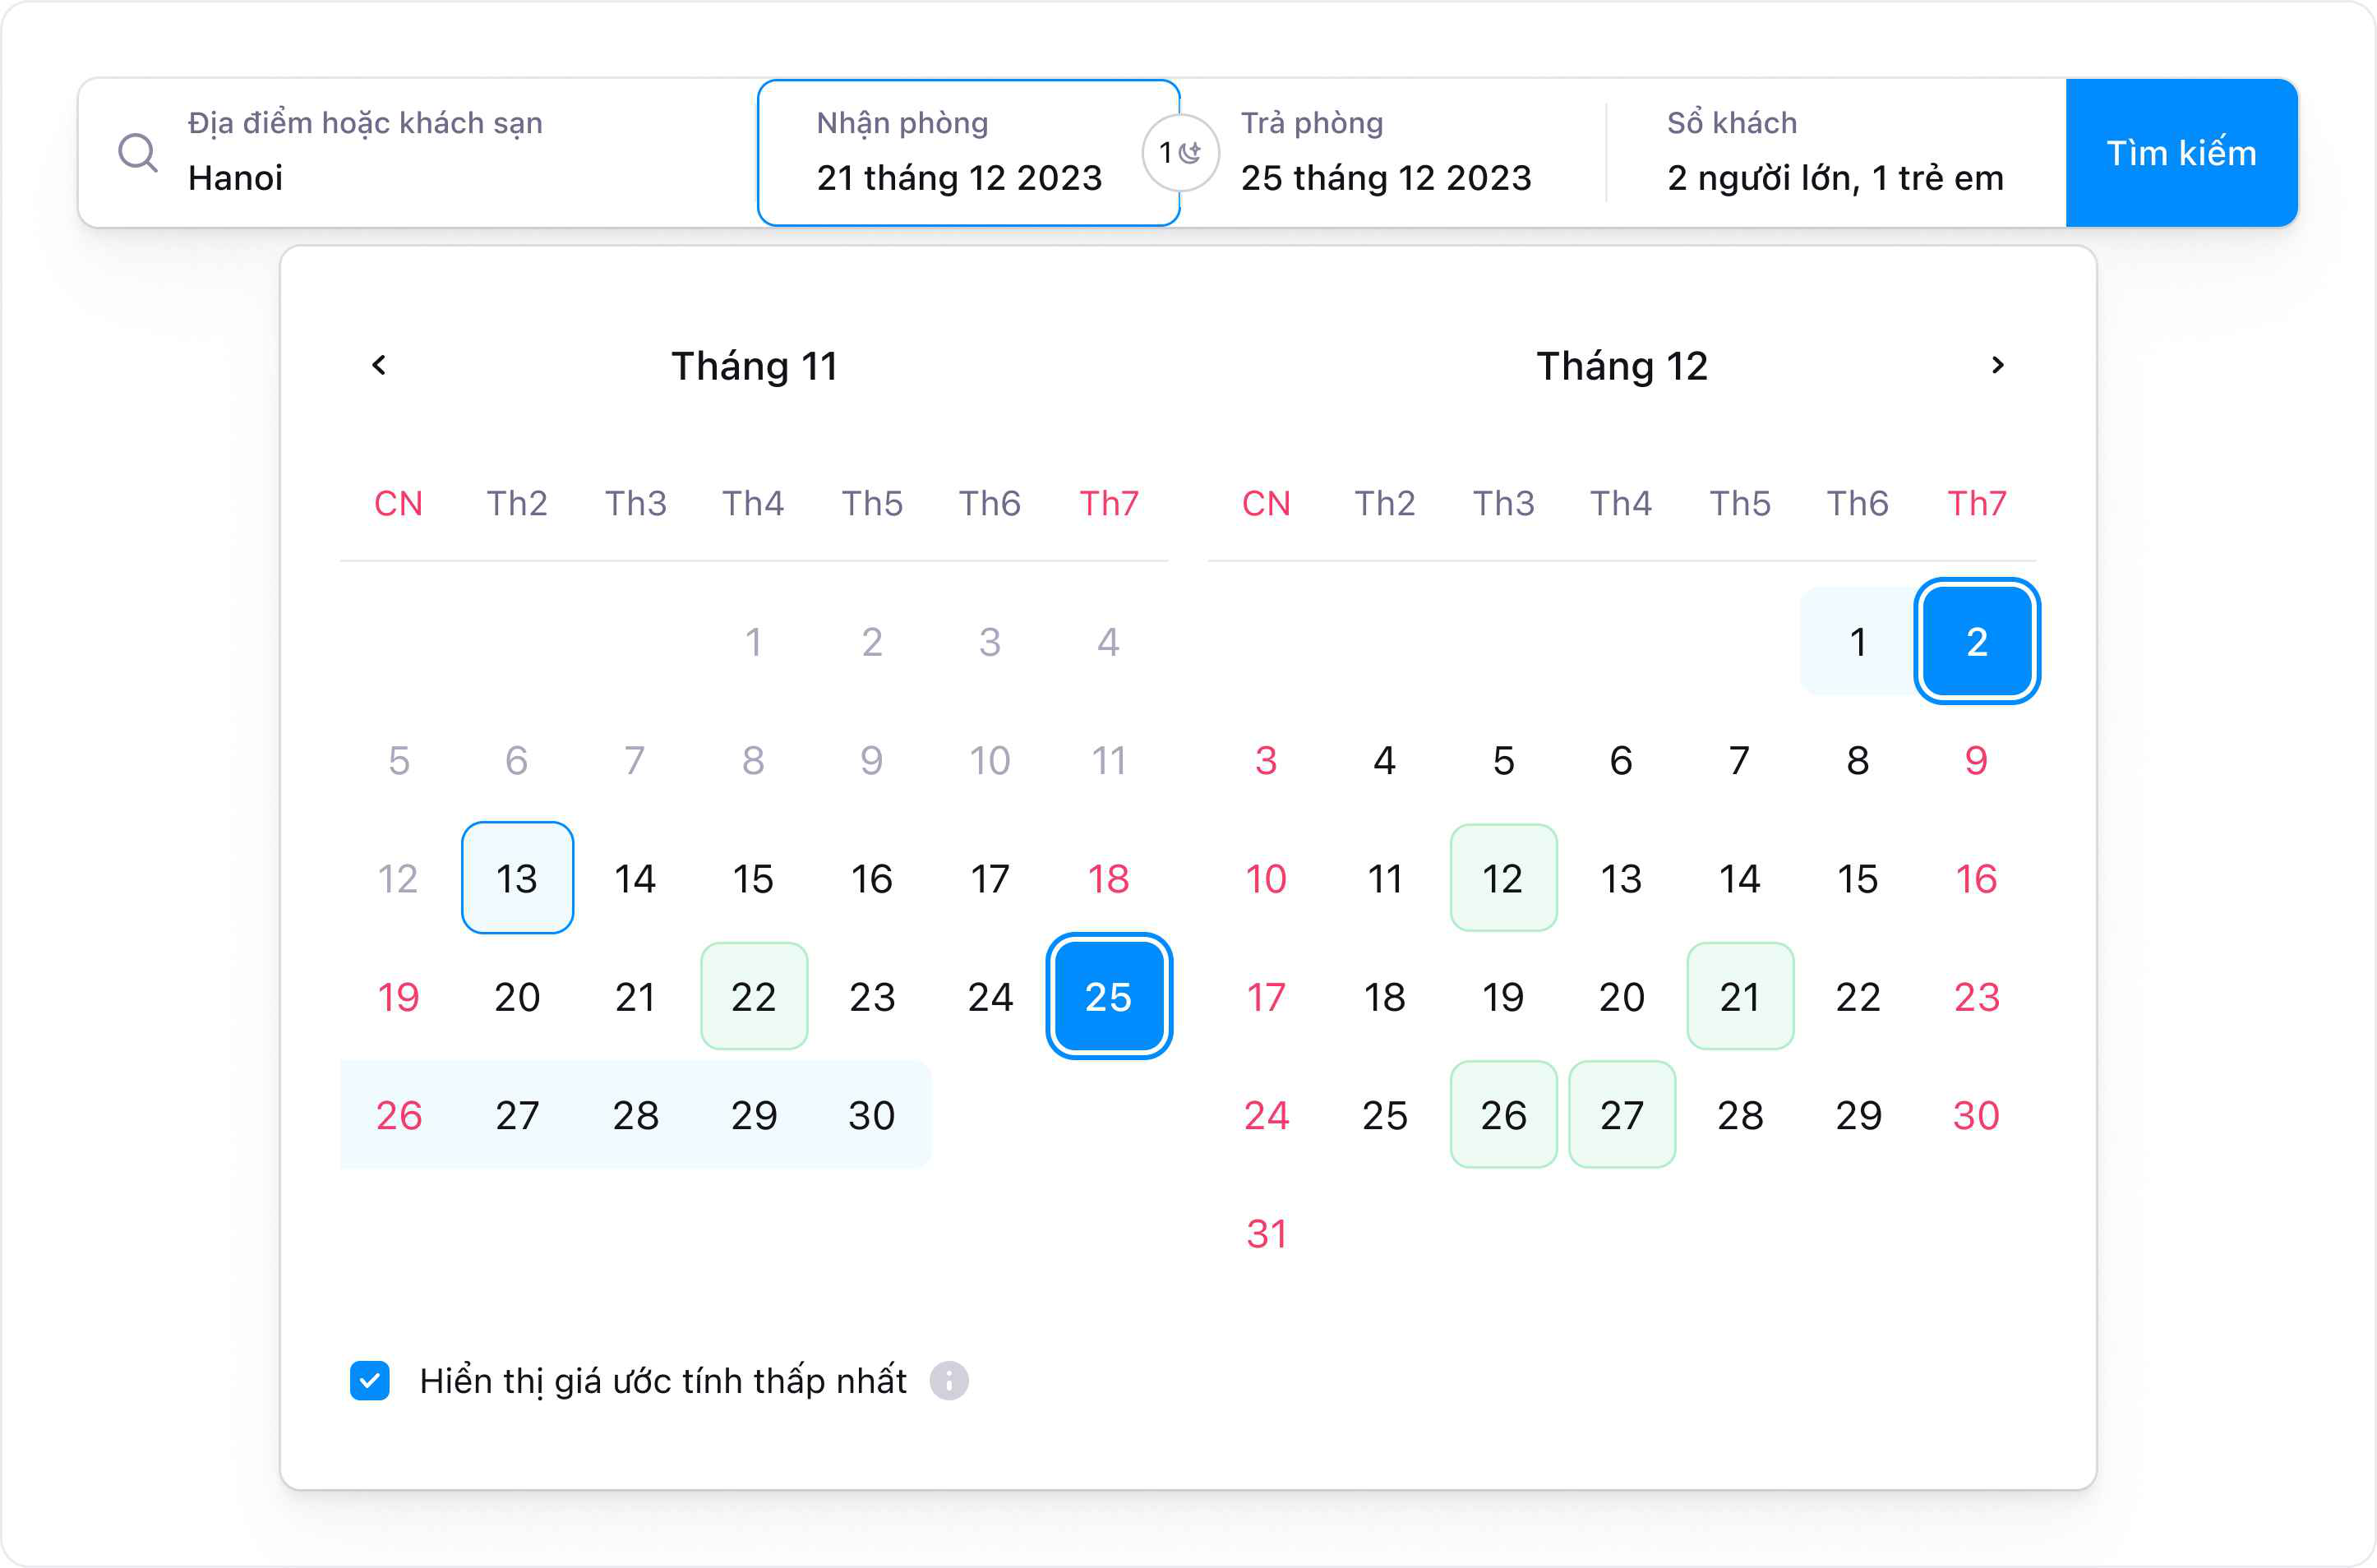 Địa điểm hoặc khách sạn
Hanoi
Nhận phòng
21 tháng 12 2023
1
Trả phòng
25 tháng 12 2023
Số khách
2 người lớn, 1 trẻ em
Tìm kiếm
Tháng 11
CN Th2 Th3 Th4 Th5 Th6 Th7
1 2 3 4
5 6 7 8 9 10 11
12 13 14 15 16 17 18
19 20 21 22 23 24 25
26 27 28 29 30
Tháng 12
CN Th2 Th3 Th4 Th5 Th6 Th7
1 2
3 4 5 6 7 8 9
10 11 12 13 14 15 16
17 18 19 20 21 22 23
24 25 26 27 28 29 30
31
Hiển thị giá ước tính thấp nhất